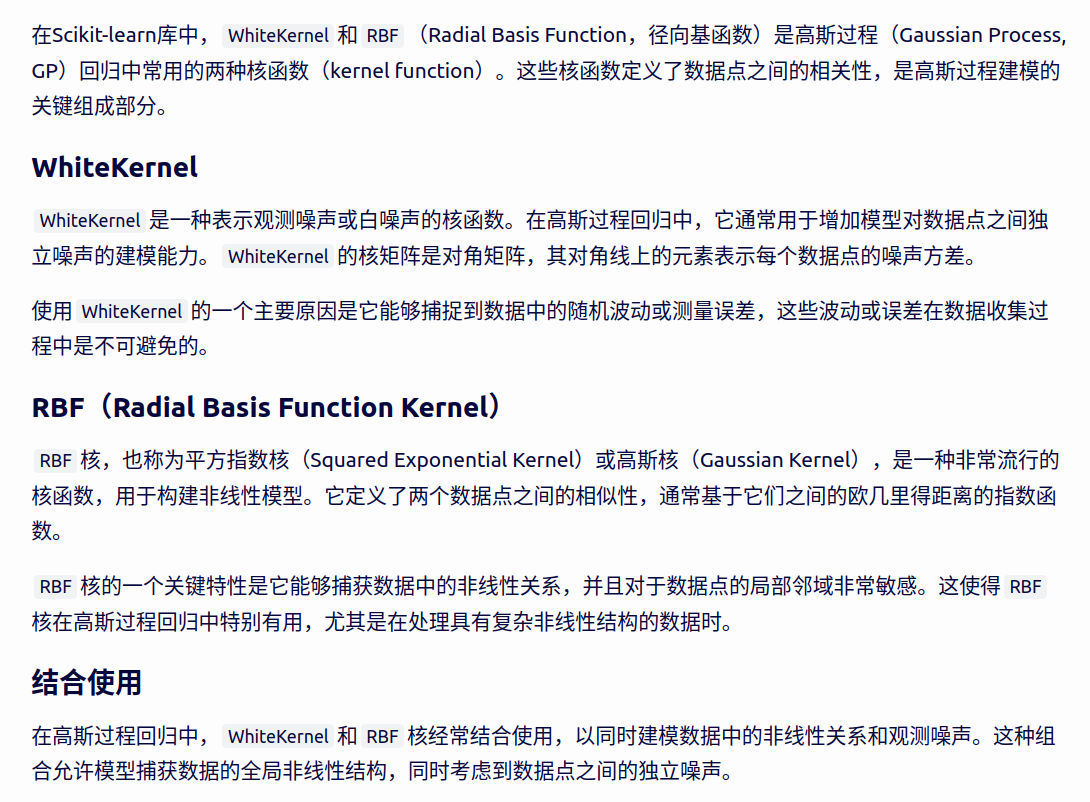 在Scikit-learn库中，WhiteKernel 和 RBF （Radial Basis Function，径向基函数）是高斯过程（Gaussian Process,
GP）回归中常用的两种核函数（kernel function）。这些核函数定义了数据点之间的相关性，是高斯过程建模的
关键组成部分。
WhiteKernel
WhiteKernel 是一种表示观测噪声或白噪声的核函数。在高斯过程回归中，它通常用于增加模型对数据点之间独
立噪声的建模能力。 WhiteKernel 的核矩阵是对角矩阵，其对角线上的元素表示每个数据点的噪声方差。
使用 WhiteKernel 的一个主要原因是它能够捕捉到数据中的随机波动或测量误差，这些波动或误差在数据收集过
程中是不可避免的。
RBF（Radial Basis Function Kernel）
RBF 核，也称为平方指数核（Squared Exponential Kernel）或高斯核（Gaussian Kernel），是一种非常流行的
核函数，用于构建非线性模型。它定义了两个数据点之间的相似性，通常基于它们之间的欧几里得距离的指数函
数。
RBF 核的一个关键特性是它能够捕获数据中的非线性关系，并且对于数据点的局部邻域非常敏感。这使得 RBF
核在高斯过程回归中特别有用，尤其是在处理具有复杂非线性结构的数据时。
结合使用
在高斯过程回归中， WhiteKernel 和 RBF 核经常结合使用，以同时建模数据中的非线性关系和观测噪声。这种组
合允许模型捕获数据的全局非线性结构，同时考虑到数据点之间的独立噪声。